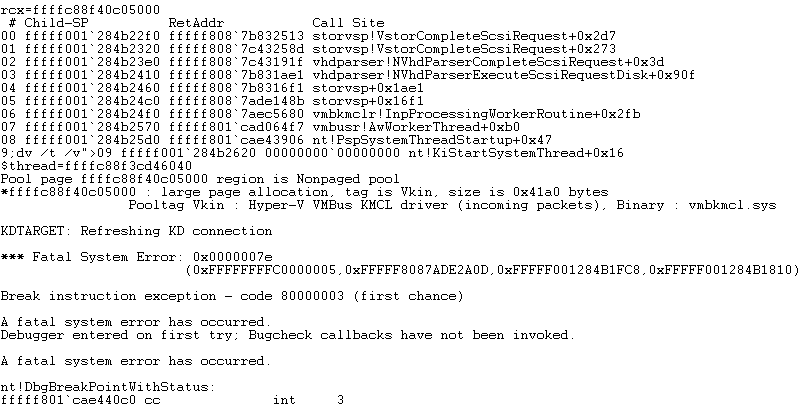 rcx=ffffc88f40c05000
# Child-SP RetAddr Call Site
00 fffff001`284b22f0 fffff808`7b832513 storvsp!VstorCompleteScsiRequest+0x2d7
01 fffff001`284b2320 fffff808`7c43258d storvsp+0x273
02 fffff001`284b23e0 fffff808`7c43191f vhdparser!NVhdParserCompleteScsiRequest+0x3d
03 fffff001`284b2410 fffff808`7b831ae1 vhdparser!NVhdParserExecuteScsiRequestDisk+0x90f
04 fffff001`284b2460 fffff808`7b8316f1 storvsp+0x1ae1
05 fffff001`284b24c0 fffff808`7ade148b storvsp+0x16f1
06 fffff001`284b24f0 fffff808`7aec5680 vmbkmclr!InpProcessingWorkerRoutine+0x2fb
07 fffff001`284b2570 fffff801`cad064f7 vmbusr!AwWorkerThread+0xb0
08 fffff001`284b25d0 fffff801`cae43906 nt!PspSystemThreadStartup+0x47
9;dv /t /v">09 fffff001`284b2620 00000000`00000000 nt!KiStartSystemThread+0x16
$thread=ffffc88f3cd46040
Pool page ffffc88f40c05000 region is Nonpaged pool
*ffffc88f40c05000 : large page allocation, tag is Vkin, size is 0x41a0 bytes
Pooltag Vkin : Hyper-V VMBus KMCL driver (incoming packets), Binary : vmbkmcl.sys
KDTARGET: Refreshing KD connection
*** Fatal System Error: 0x0000007e
(0xFFFFFFFFC0000005,0xFFFFF8087ADE2A0D,0xFFFFF001284B1FC8,0xFFFFF001284B1810)
Break instruction exception - code 80000003 (first chance)
A fatal system error has occurred.
Debugger entered on first try; Bugcheck callbacks have not been invoked.
A fatal system error has occurred.
nt!DbgBreakPointWithStatus:
fffff801`cae440c0 cc int 3